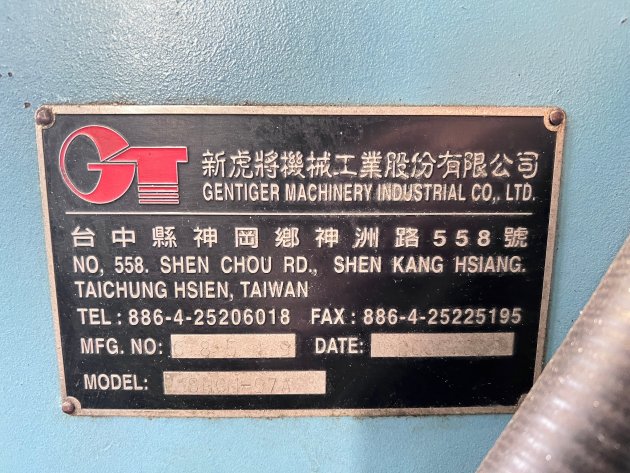 GT
新虎將機械工業股份有限公司
GENTIGER MACHINERY INDUSTRIAL CO,. LTD.
台中縣神岡鄉神洲路558號
NO, 558. SHEN CHOU RD., SHEN KANG HSIANG.
TAICHUNG HSIEN, TAIWAN
TEL : 886-4-25206018 FAX : 886-4-25225195
MFG. NO: DATE:
MODEL: